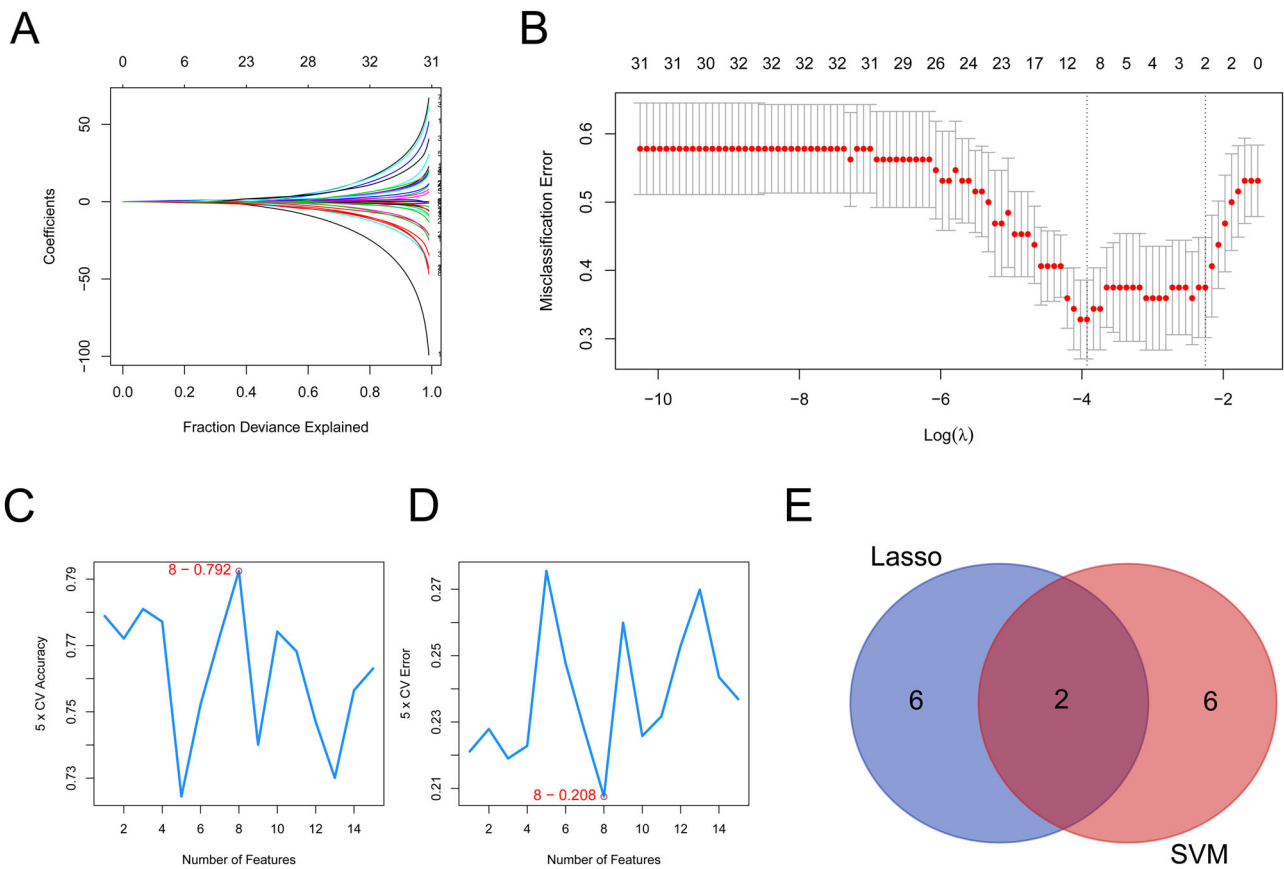 A
0 6 23 28 32 31
Coefficients
50
0
−50
−100
0.0 0.2 0.4 0.6 0.8 1.0
Fraction Deviance Explained
B
31 31 30 32 32 32 32 31 29 26 24 23 17 12 8 5 4 3 2 2 0
Misclassification Error
0.6
0.5
0.4
0.3
−10 −8 −6 −4 −2
Log(λ)
C
8 − 0.792
5 x CV Accuracy
0.79
0.77
0.75
0.73
2 4 6 8 10 12 14
Number of Features
D
5 x CV Error
0.27
0.25
0.23
0.21
8 − 0.208
2 4 6 8 10 12 14
Number of Features
E
Lasso
6 2 6
SVM